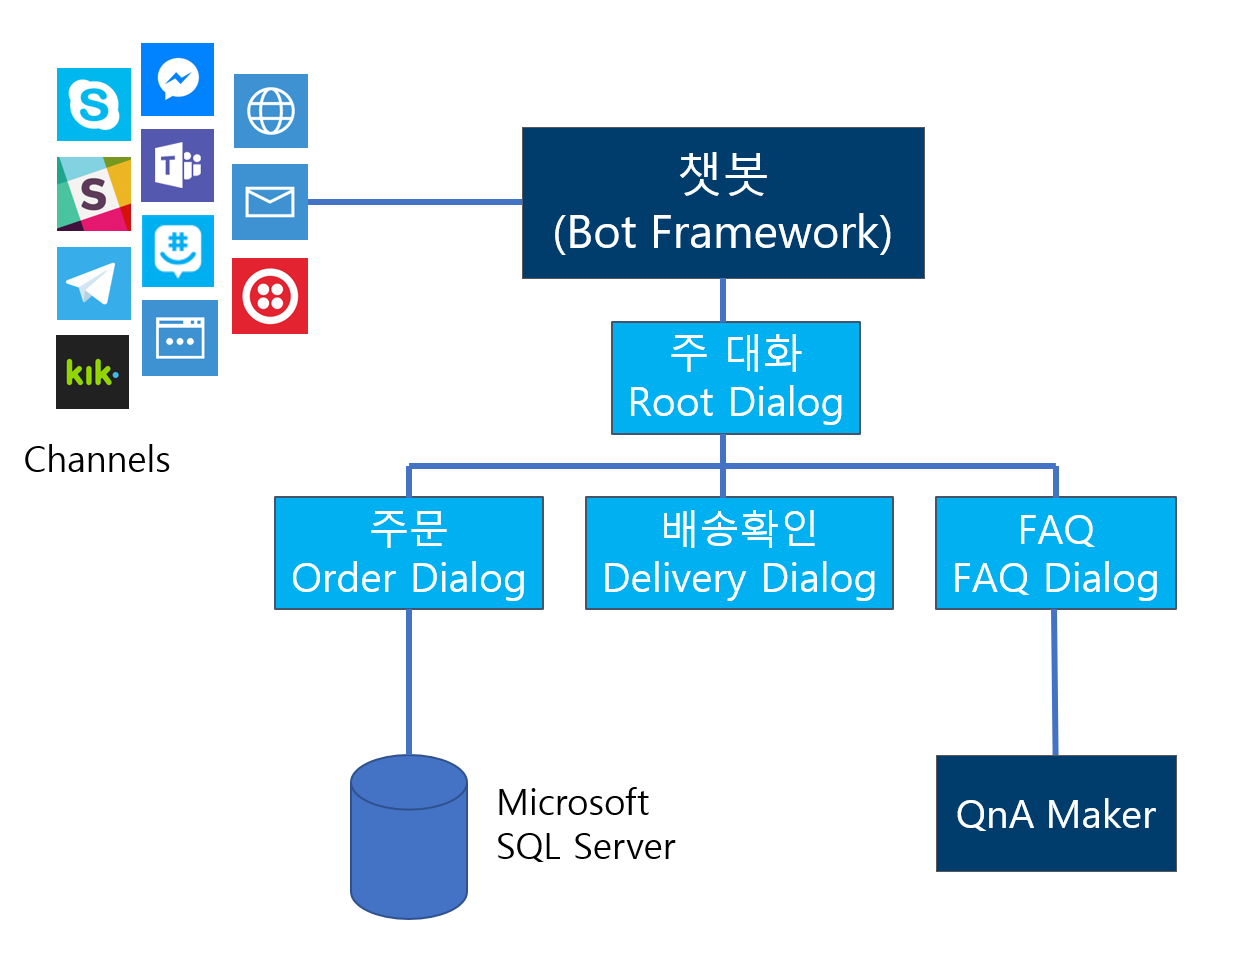 S
T
S
#
kik.
Channels
챗봇
(Bot Framework)
주 대화
Root Dialog
주문
Order Dialog
배송확인
Delivery Dialog
FAQ
FAQ Dialog
Microsoft
SQL Server
QnA Maker